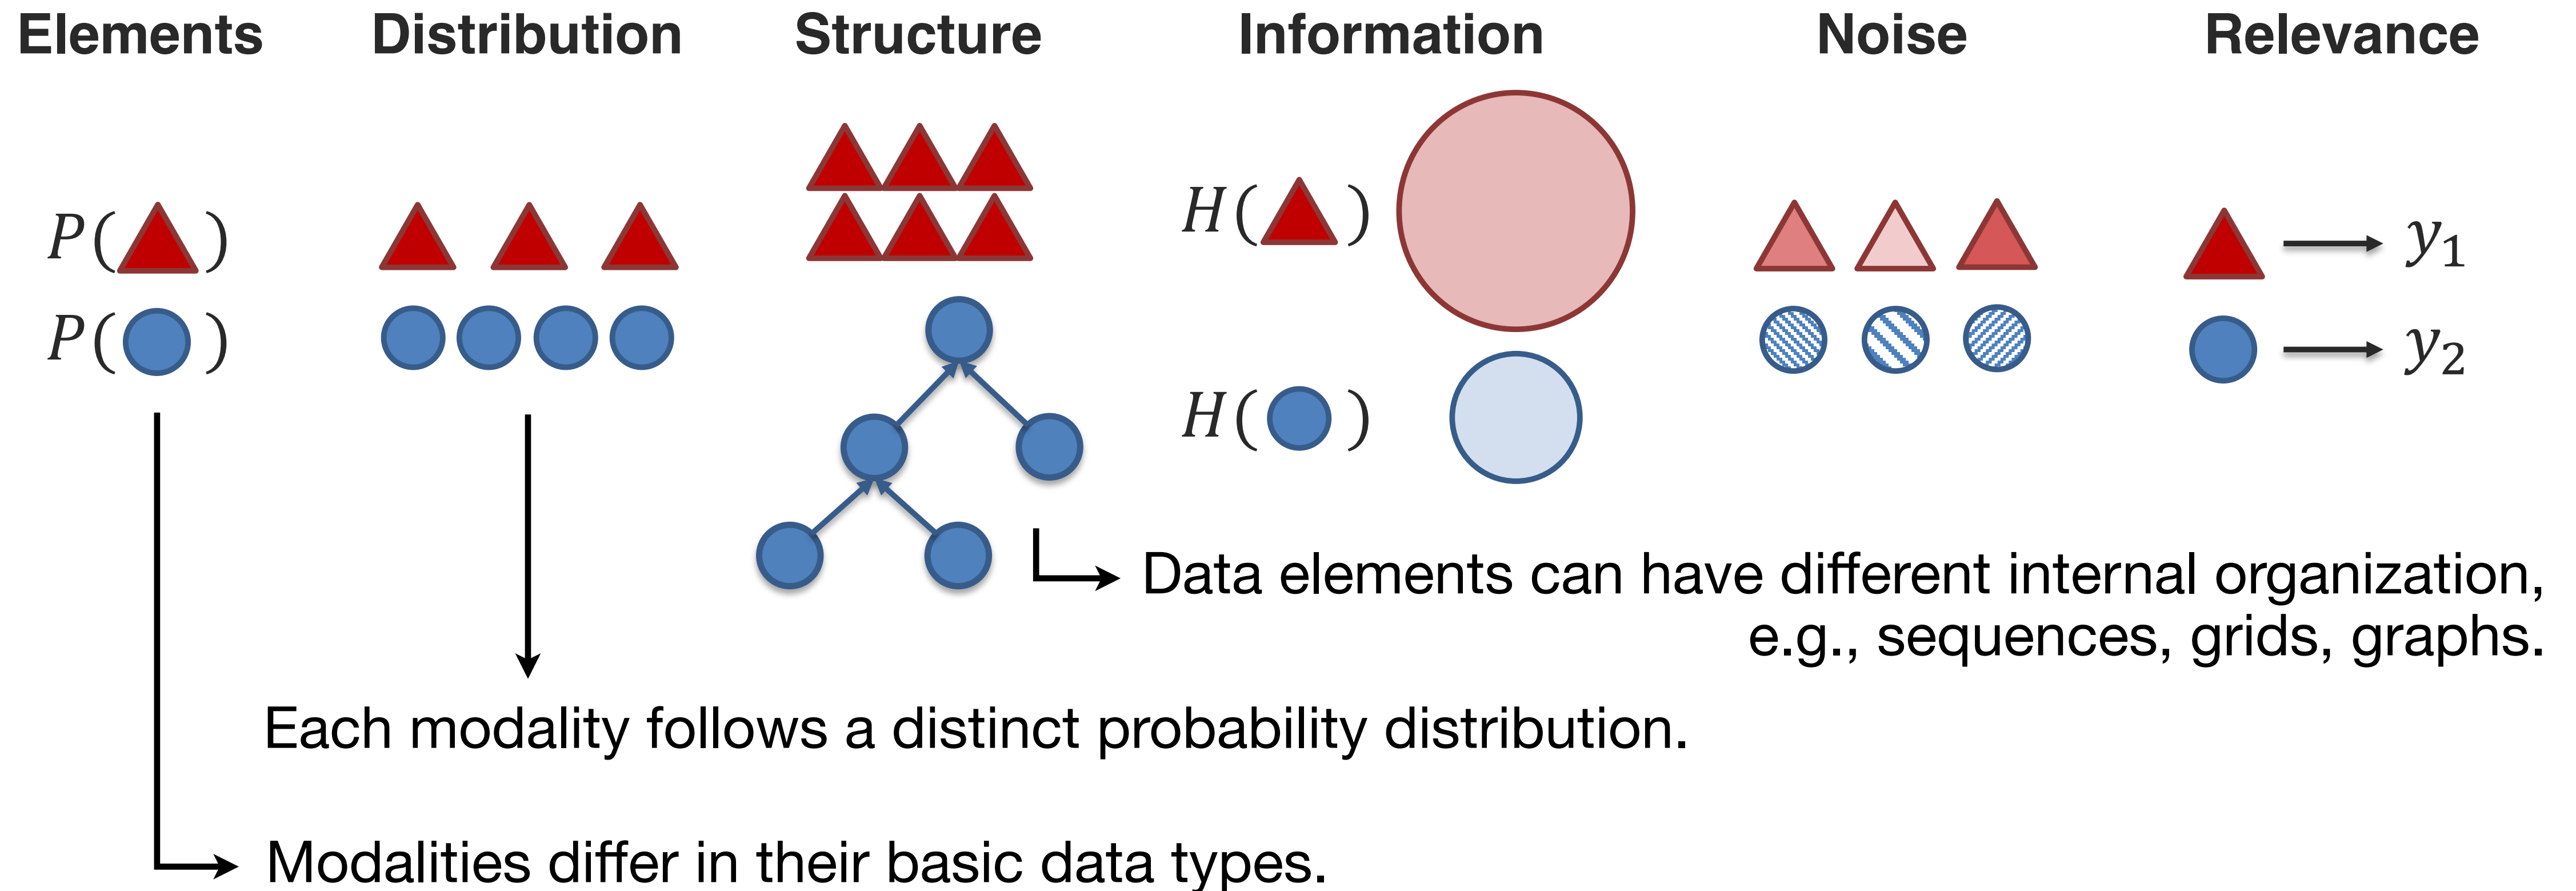 Elements Distribution Structure Information Noise Relevance
P( )
P( )
H( )
H( )
y1
y2
Data elements can have different internal organization,
e.g., sequences, grids, graphs.
Each modality follows a distinct probability distribution.
Modalities differ in their basic data types.